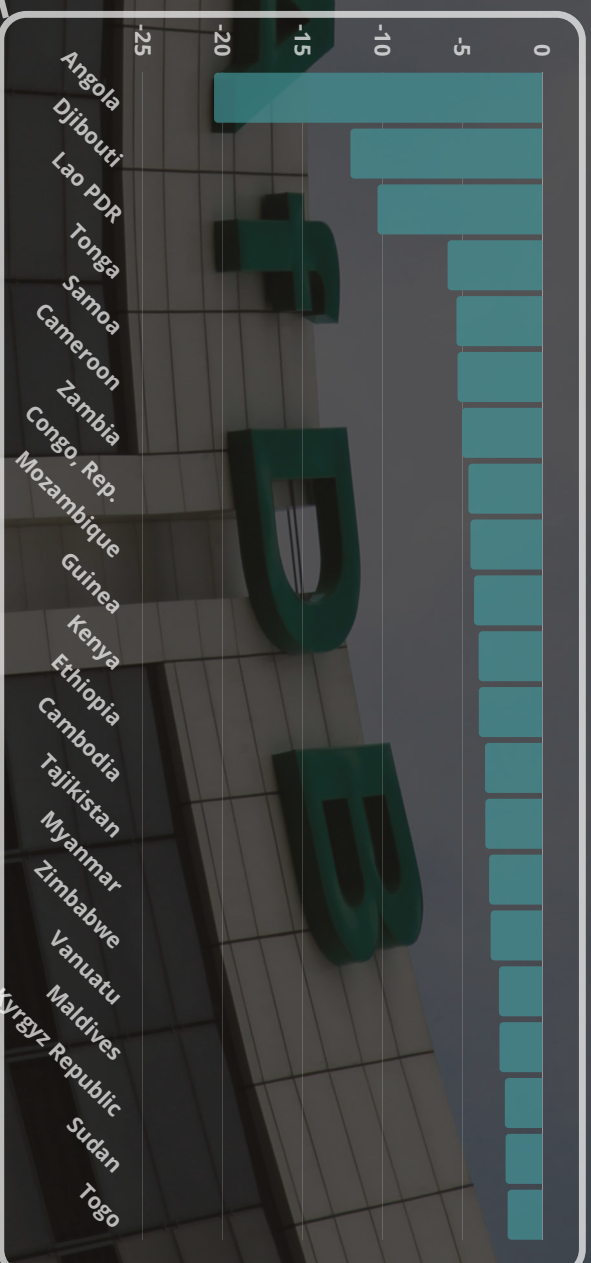 0
-5
-10
-15
-20
-25
Angola
Djibouti
Lao PDR
Tonga
Samoa
Cameroon
Zambia
Congo, Rep.
Mozambique
Guinea
Kenya
Ethiopia
Cambodia
Tajikistan
Myanmar
Zimbabwe
Vanuatu
Maldives
Kyrgyz Republic
Sudan
Togo
AfDB